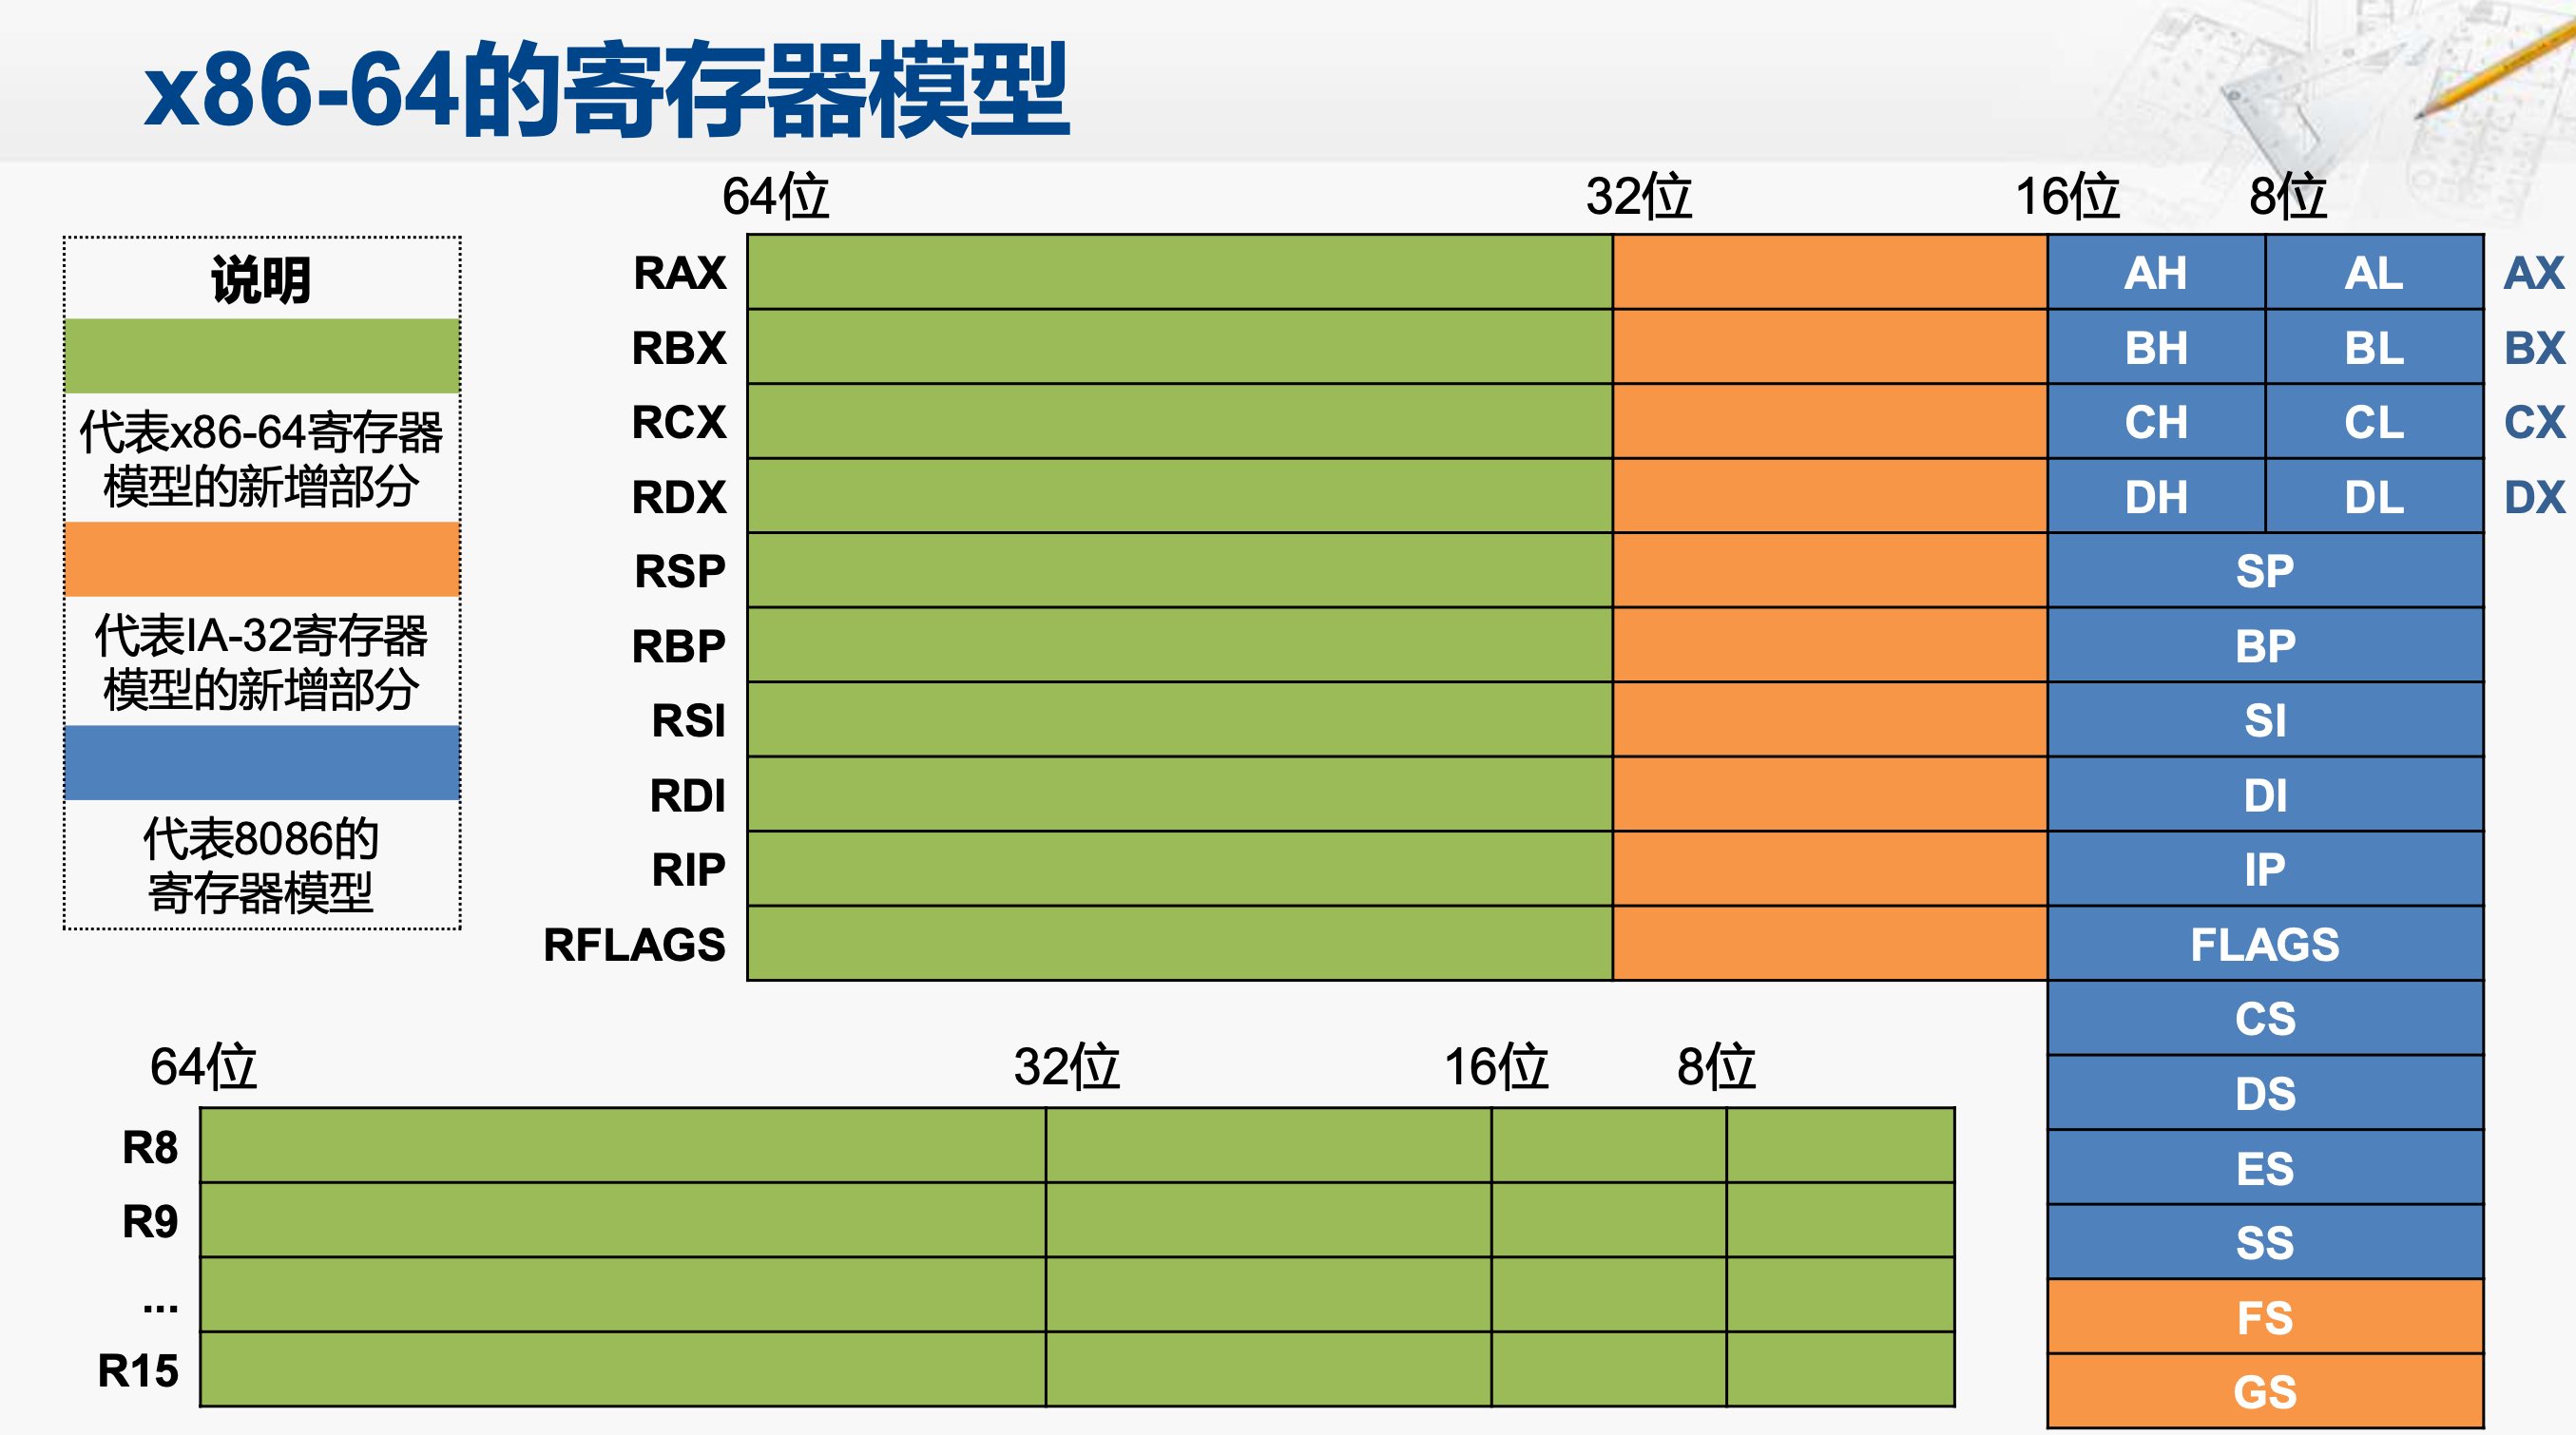 x86-64的寄存器模型
64位 32位 16位 8位
说明
代表x86-64寄存器
模型的新增部分
代表IA-32寄存器
模型的新增部分
代表8086的
寄存器模型
RAX AH AL AX
RBX BH BL BX
RCX CH CL CX
RDX DH DL DX
RSP SP
RBP BP
RSI SI
RDI DI
RIP IP
RFLAGS FLAGS
CS
DS
ES
SS
FS
GS
64位 32位 16位 8位
R8
R9
...
R15